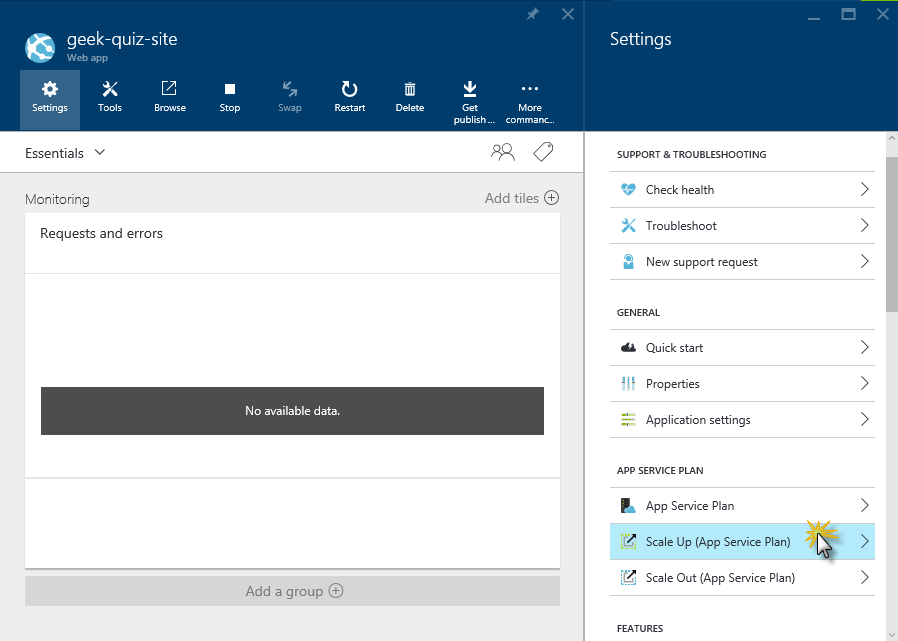 geek-quiz-site
Web app
Settings
Tools
Browse
Stop
Swap
Restart
Delete
Get
publish ...
More
commanc...
Essentials
Monitoring
Add tiles
Requests and errors
No available data.
Add a group
Settings
SUPPORT & TROUBLESHOOTING
Check health
Troubleshoot
New support request
GENERAL
Quick start
Properties
Application settings
APP SERVICE PLAN
App Service Plan
Scale Up (App Service Plan)
Scale Out (App Service Plan)
FEATURES